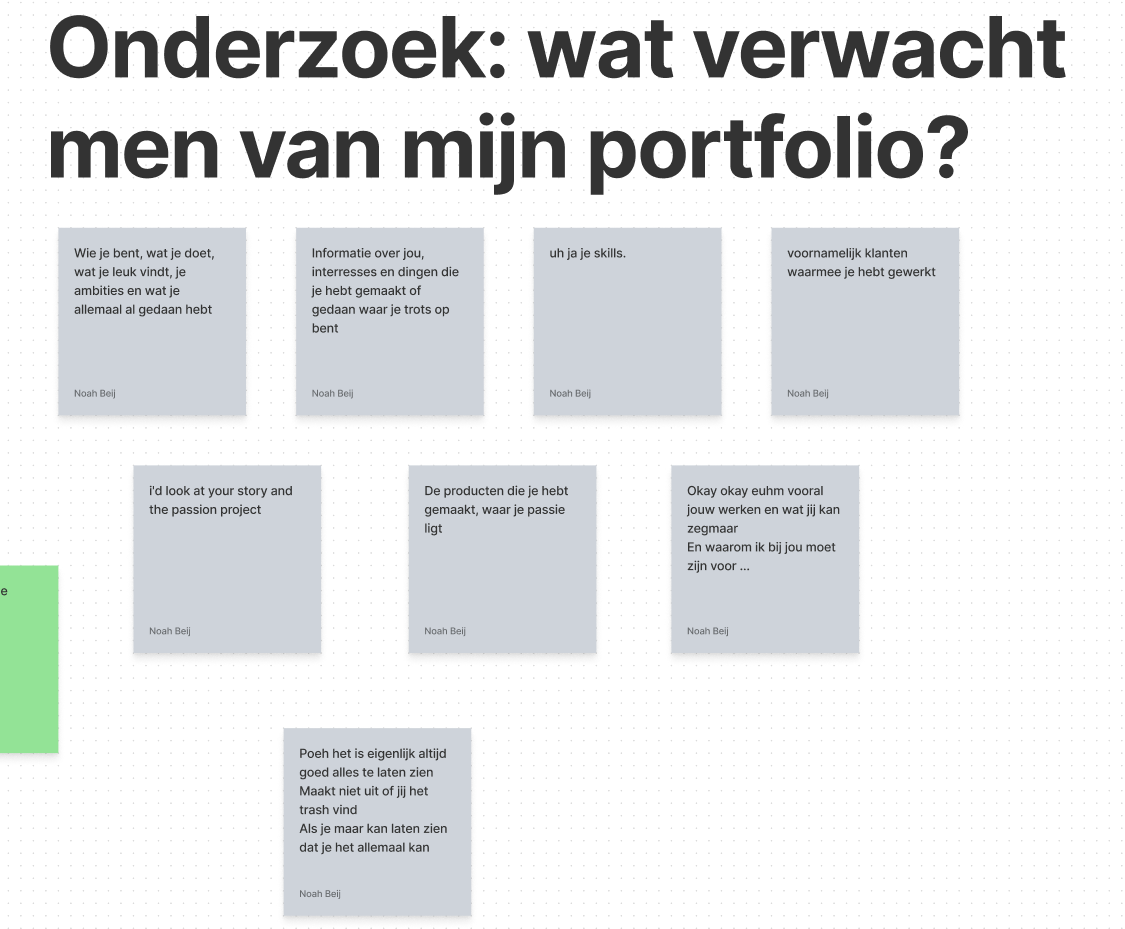 Onderzoek: wat verwacht
men van mijn portfolio?
Wie je bent, wat je doet,
wat je leuk vindt, je
ambities en wat je
allemaal al gedaan hebt
Noah Beij
Informatie over jou,
interresses en dingen die
je hebt gemaakt of
gedaan waar je trots op
bent
Noah Beij
uh ja je skills.
Noah Beij
voornamelijk klanten
waarmee je hebt gewerkt
Noah Beij
i'd look at your story and
the passion project
Noah Beij
De producten die je hebt
gemaakt, waar je passie
ligt
Noah Beij
Okay okay euhm vooral
jouw werken en wat jij kan
zegmaar
En waarom ik bij jou moet
zijn voor ...
Noah Beij
e
Poeh het is eigenlijk altijd
goed alles te laten zien
Maakt niet uit of jij het
trash vind
Als je maar kan laten zien
dat je het allemaal kan
Noah Beij